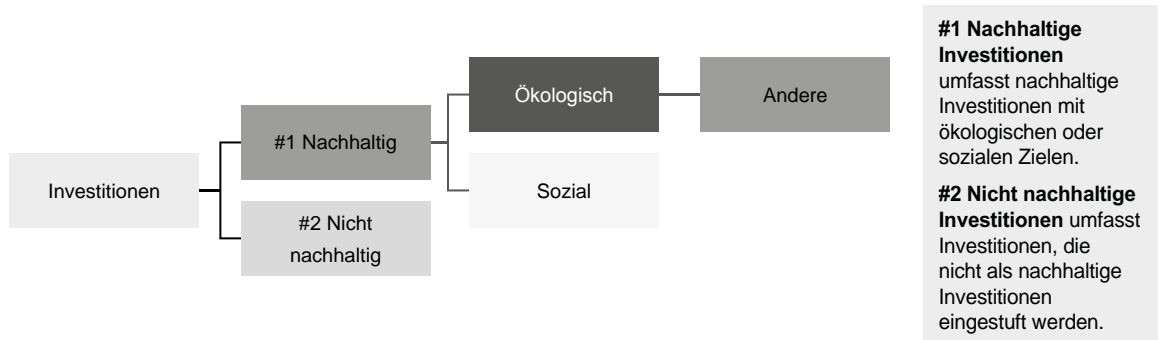 Investitionen
#1 Nachhaltig
#2 Nicht
nachhaltig
Ökologisch
Sozial
Andere
#1 Nachhaltige
Investitionen
umfasst nachhaltige
Investitionen mit
ökologischen oder
sozialen Zielen.
#2 Nicht nachhaltige
Investitionen umfasst
Investitionen, die
nicht als nachhaltige
Investitionen
eingestuft werden.